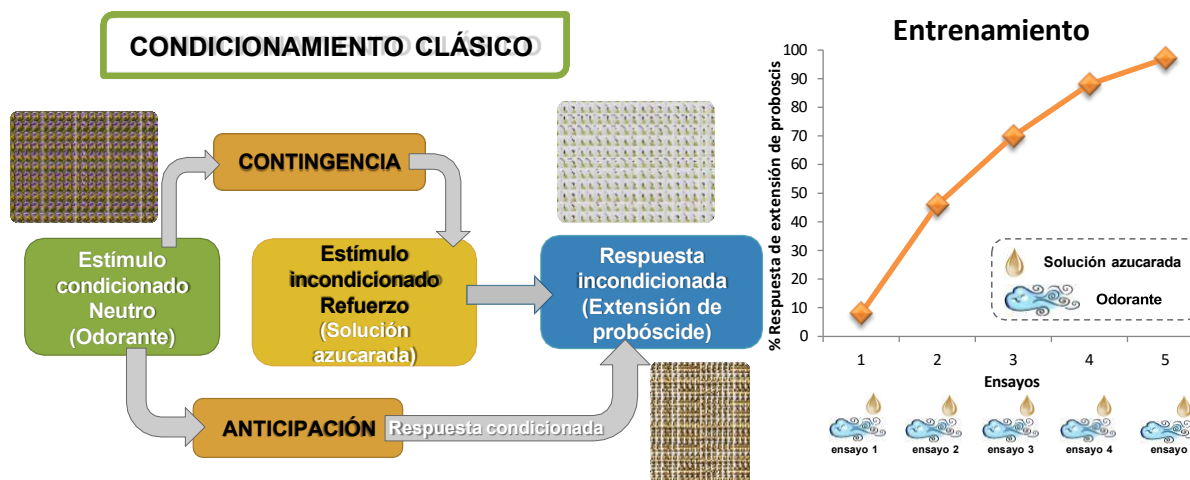 CONDICIONAMIENTO CLÁSICO
CONTINGENCIA
Estímulo
condicionado
Neutro
(Odorante)
Estímulo
incondicionado
Refuerzo
(Solución
azucarada)
Respuesta
incondicionada
(Extensión de
probóscide)
ANTICIPACIÓN
Respuesta condicionada
Entrenamiento
% Respuesta de extensión de proboscis
100
90
80
70
60
50
40
30
20
10
0
Solución azucarada
Odorante
1 2 3 4 5
Ensayos
ensayo 1 ensayo 2 ensayo 3 ensayo 4 ensayo